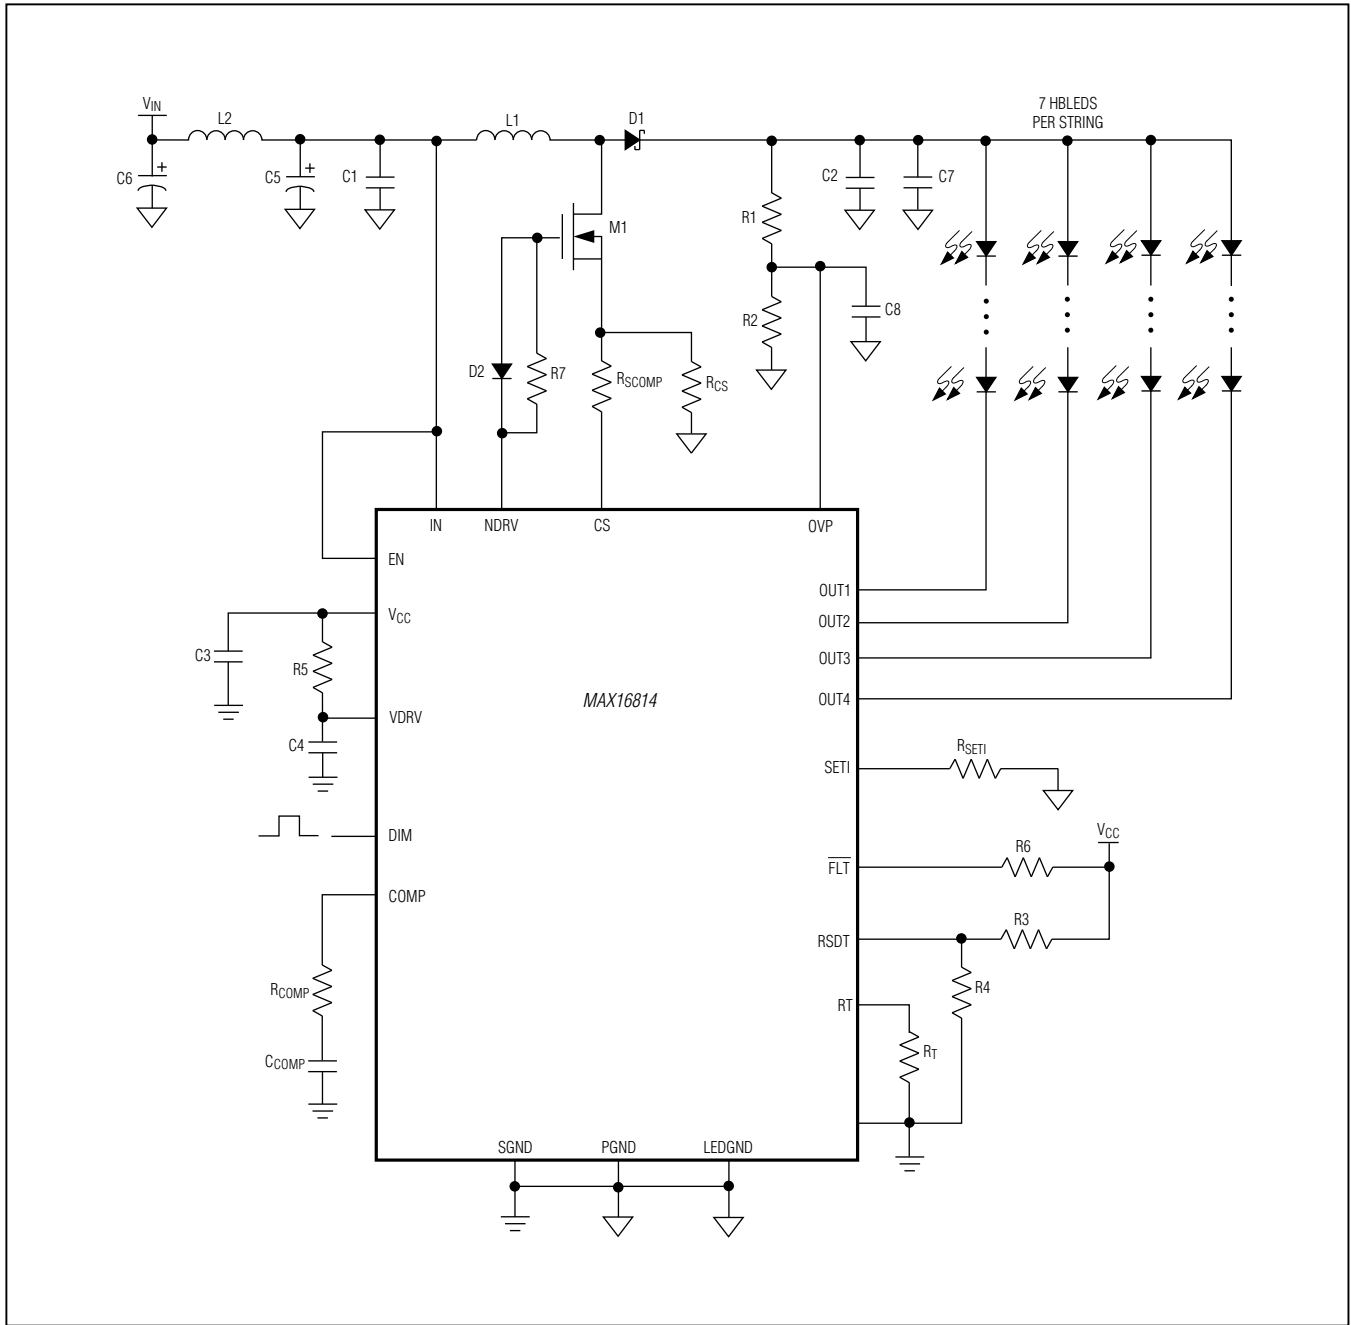 7 HBLEDS
PER STRING
VIN
L2
L1
D1
C6
+
C5
+
C1
C2
C7
R1
M1
R2
C8
D2
R7
RSCOMP
RCS
IN
NDRV
CS
OVP
EN
OUT1
VCC
OUT2
C3
R5
OUT3
MAX16814
OUT4
VDRV
C4
RSETI
SETI
VCC
DIM
R6
FLT
COMP
R3
RSDT
RCOMP
R4
RT
RT
CCOMP
SGND
PGND
LEDGND